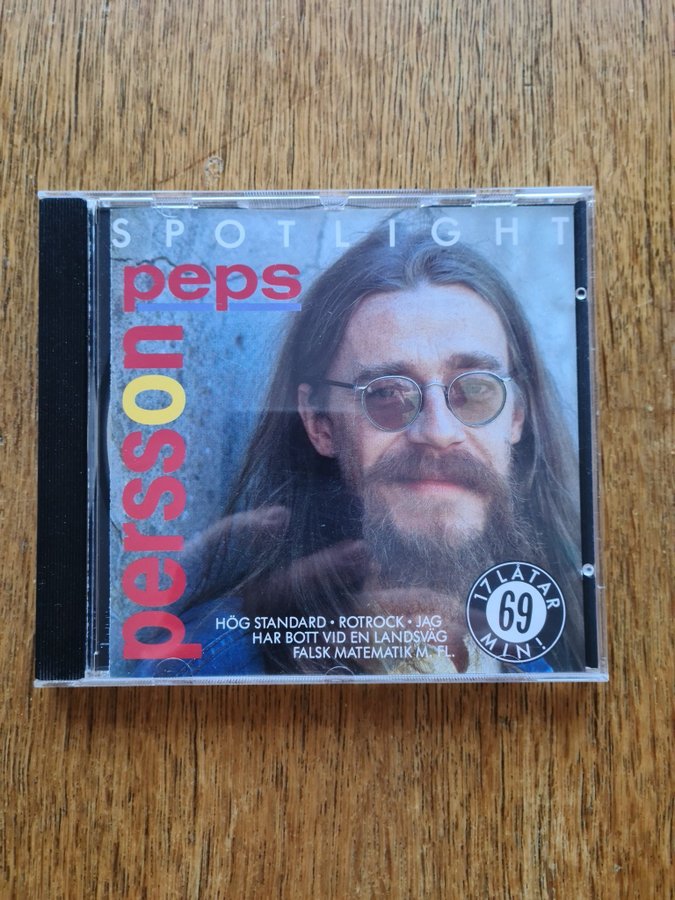 SPOTLIGHT
peps
persson
HÖG STANDARD • ROTROCK • JAG
HAR BOTT VID EN LANDSVÄG
FALSK MATEMATIK M. FL.
17 LÅTAR
69
MIN!